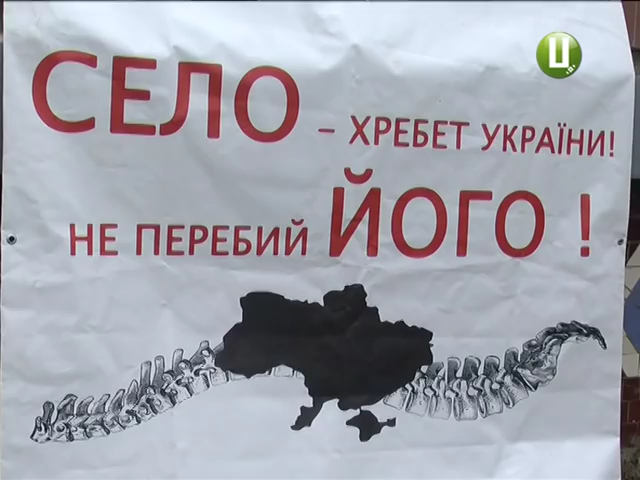 СЕЛО – ХРЕБЕТ УКРАЇНИ!
НЕ ПЕРЕБИЙ ЙОГО !
Ц